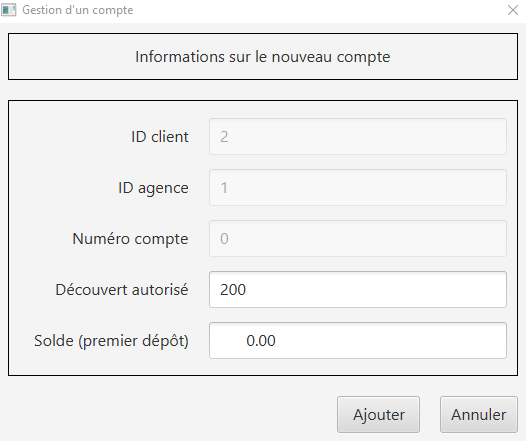 Gestion d'un compte
Informations sur le nouveau compte
ID client 2
ID agence 1
Numéro compte 0
Découvert autorisé 200
Solde (premier dépôt) 0.00
Ajouter Annuler